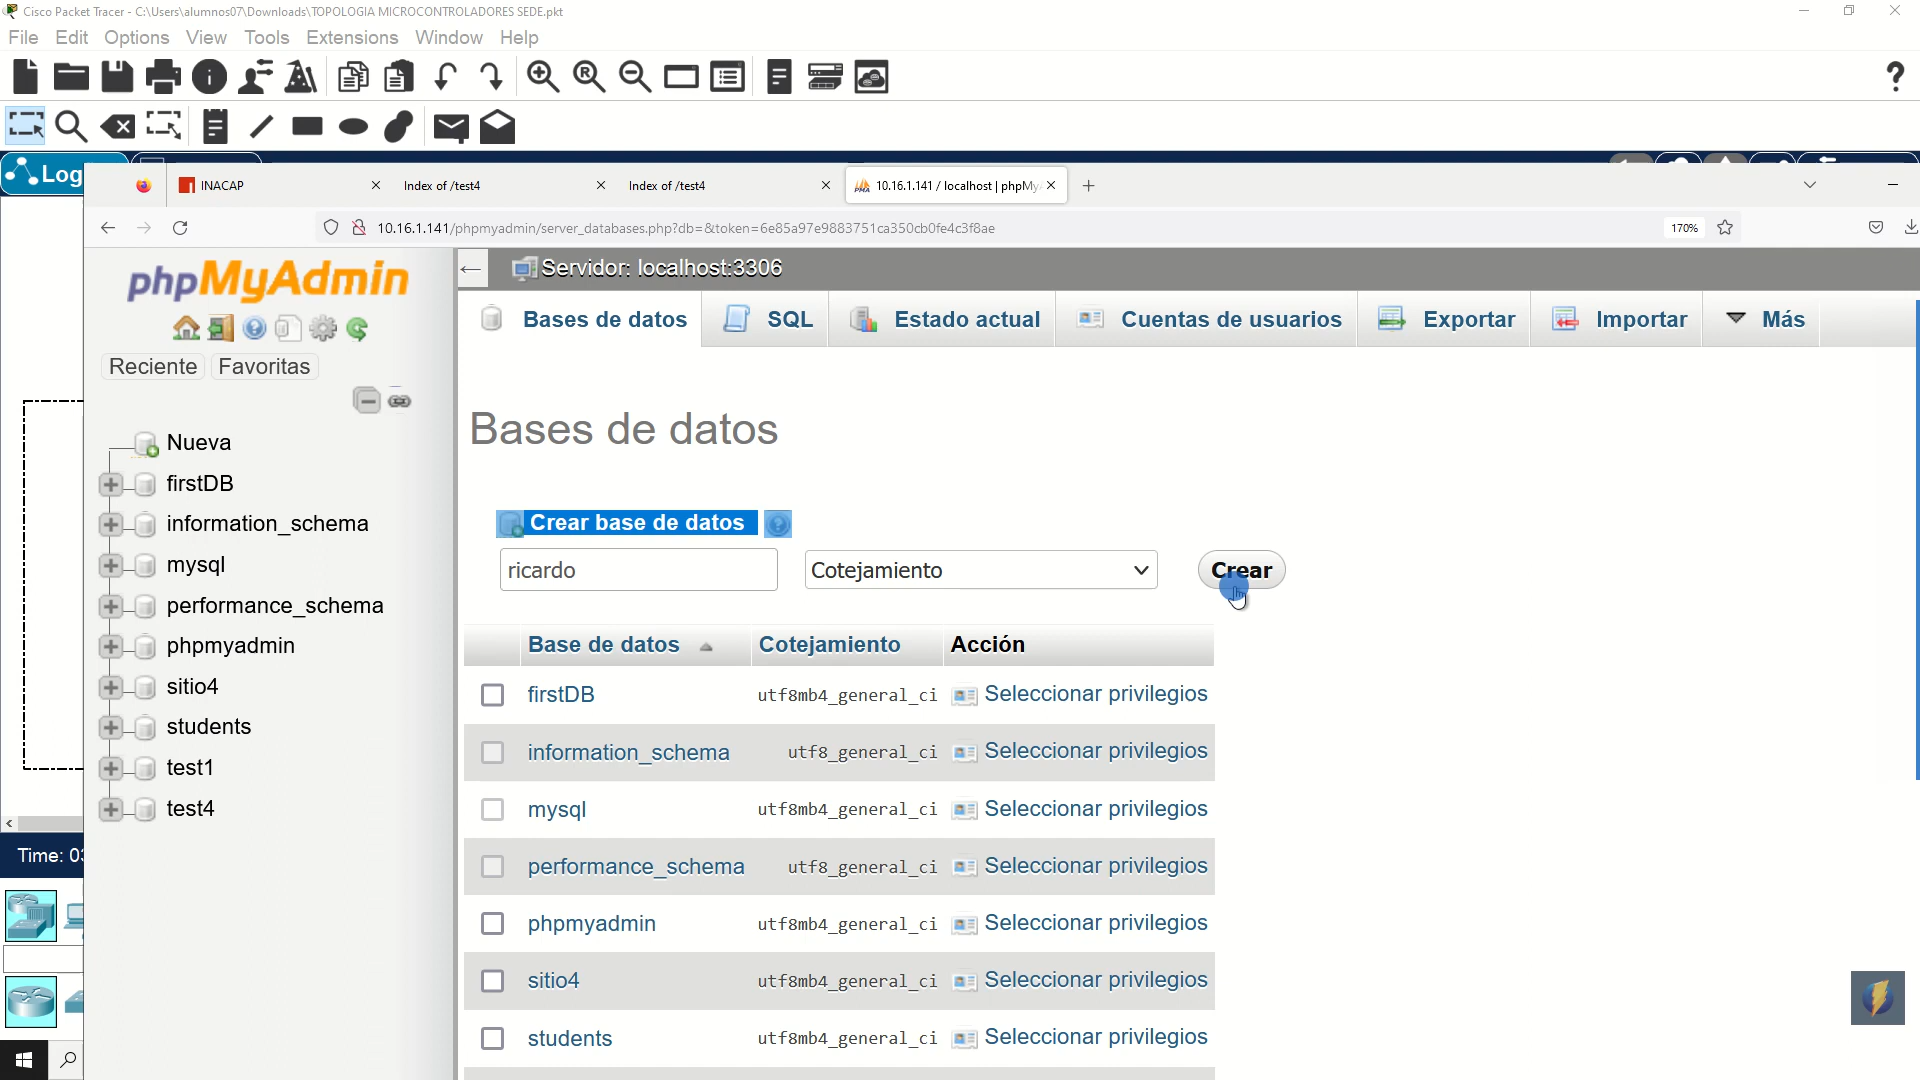 Cisco Packet Tracer - C:\Users\alumnos07\Downloads\TOPOLOGIA MICROCONTROLADORES SEDE.pkt
File Edit Options View Tools Extensions Window Help
Log
INACAP
Index of /test4
Index of /test4
10.16.1.141 / localhost | phpMy
10.16.1.141/phpmyadmin/server_databases.php?db=&token=6e85a97e9883751ca350cb0fe4c3f8ae
170%
phpMyAdmin
Reciente Favoritas
Nueva
firstDB
information_schema
mysql
performance_schema
phpmyadmin
sitio4
students
test1
test4
Servidor: localhost:3306
Bases de datos SQL Estado actual Cuentas de usuarios Exportar Importar Más
Bases de datos
Crear base de datos
ricardo Cotejamiento Crear
Base de datos Cotejamiento Acción
firstDB utf8mb4_general_ci Seleccionar privilegios
information_schema utf8_general_ci Seleccionar privilegios
mysql utf8mb4_general_ci Seleccionar privilegios
performance_schema utf8_general_ci Seleccionar privilegios
phpmyadmin utf8mb4_general_ci Seleccionar privilegios
sitio4 utf8mb4_general_ci Seleccionar privilegios
students utf8mb4_general_ci Seleccionar privilegios
Time: